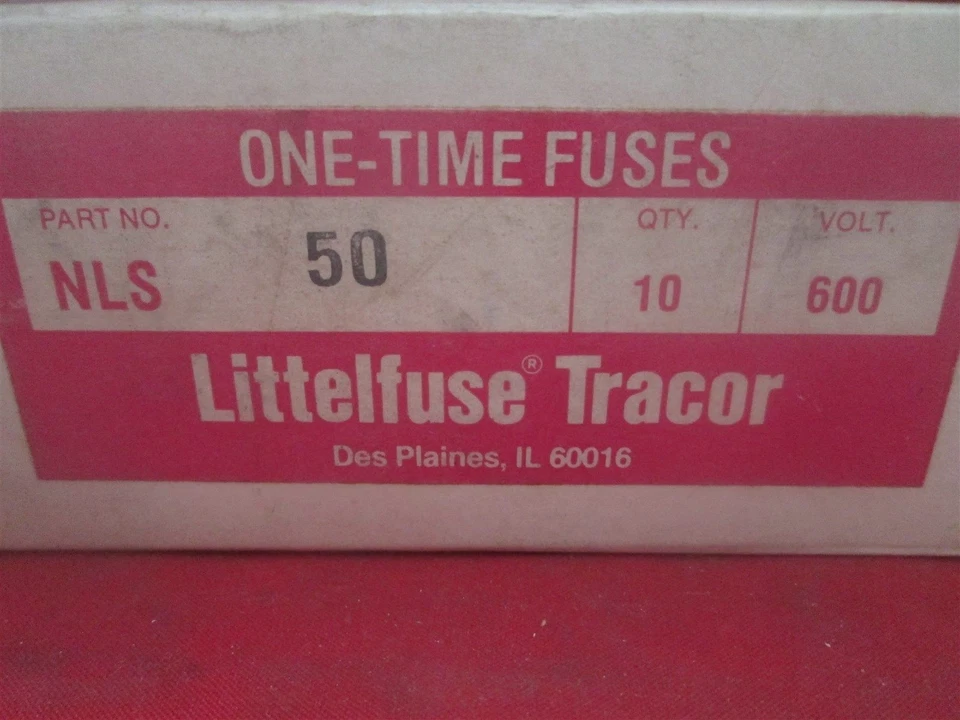 ONE-TIME FUSES
PART NO. QTY. VOLT.
NLS 50 10 600
Littelfuse® Tracor
Des Plaines, IL 60016